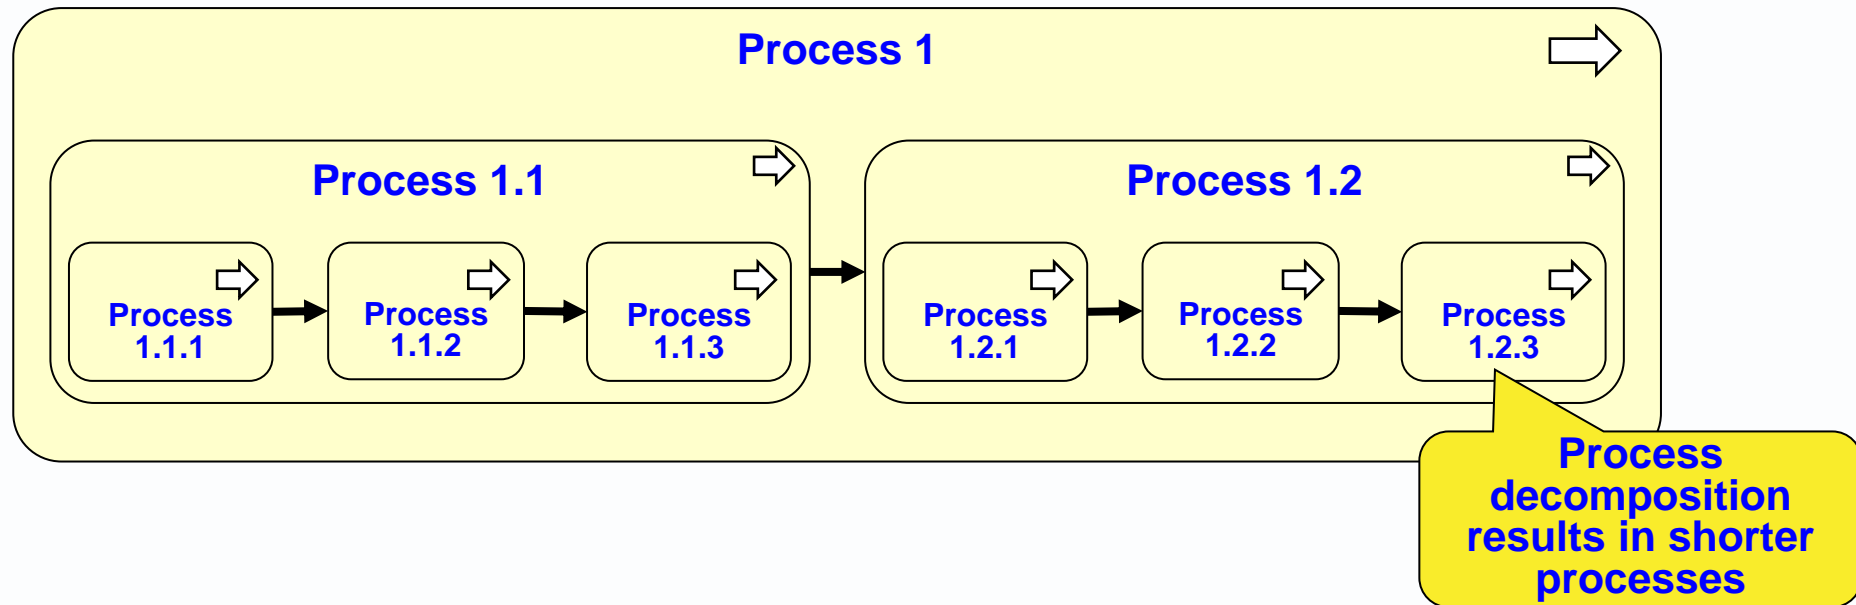 Process 1
Process 1.1
Process 1.2
Process
1.1.1
Process
1.1.2
Process
1.1.3
Process
1.2.1
Process
1.2.2
Process
1.2.3
Process
decomposition
results in shorter
processes